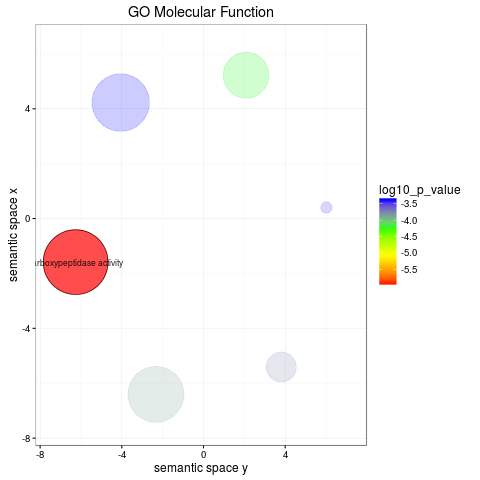 GO Molecular Function
semantic space x
4
0
-4
-8
arboxypeptidase activity
-8
-4
0
4
semantic space y
log10_p_value
-3.5
-4.0
-4.5
-5.0
-5.5